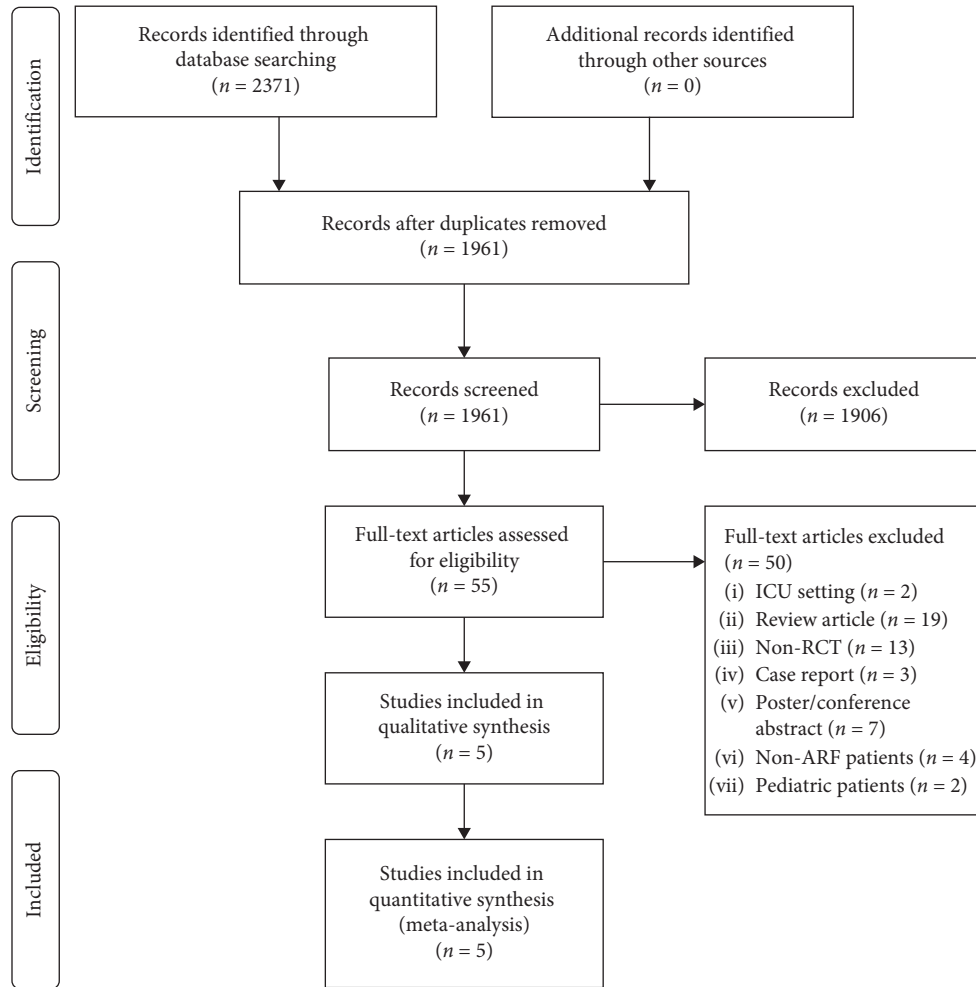 Identification
Records identified through
database searching
(n = 2371)
Additional records identified
through other sources
(n = 0)
Records after duplicates removed
(n = 1961)
Screening
Records screened
(n = 1961)
Records excluded
(n = 1906)
Eligibility
Full-text articles assessed
for eligibility
(n = 55)
Full-text articles excluded
(n = 50)
(i) ICU setting (n = 2)
(ii) Review article (n = 19)
(iii) Non-RCT (n = 13)
(iv) Case report (n = 3)
(v) Poster/conference
abstract (n = 7)
(vi) Non-ARF patients (n = 4)
(vii) Pediatric patients (n = 2)
Studies included in
qualitative synthesis
(n = 5)
Included
Studies included in
quantitative synthesis
(meta-analysis)
(n = 5)